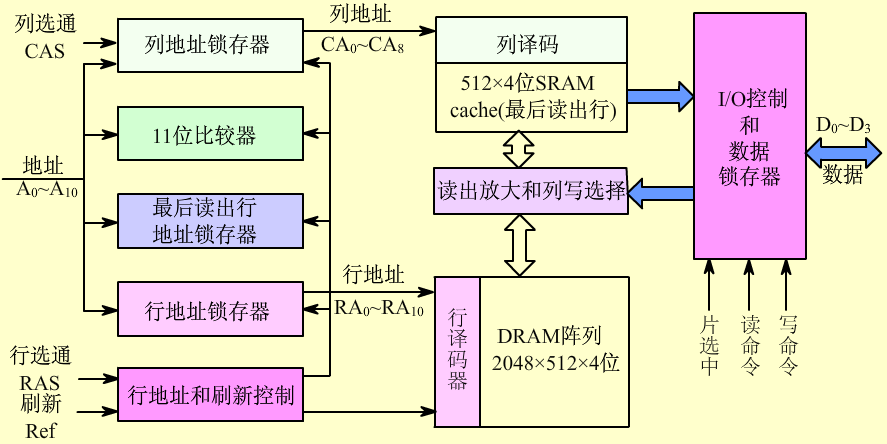 列选通
CAS
列地址锁存器
列地址
CA₀~CA₈
列译码
512×4位SRAM
cache(最后读出行)
I/O控制
和
数据
锁存器
D₀~D₃
数据
11位比较器
地址
A₀~A₁₀
最后读出行
地址锁存器
读出放大和列写选择
行地址锁存器
行地址
RA₀~RA₁₀
行译码器
DRAM阵列
2048×512×4位
片选中
读命令
写命令
行选通
RAS
刷新
Ref
行地址和刷新控制